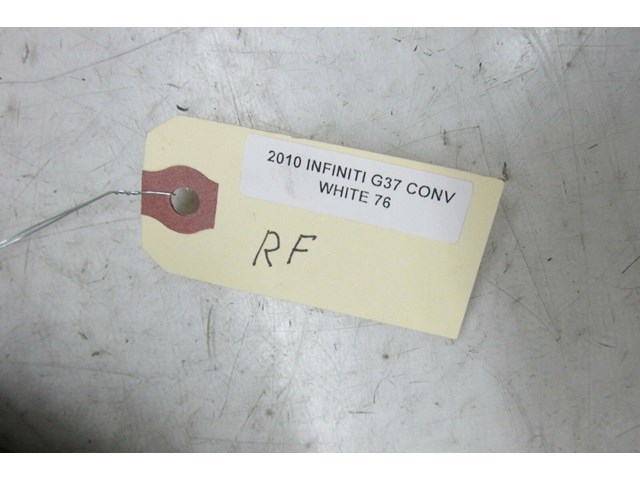 2010 INFINITI G37 CONV
WHITE 76
RF